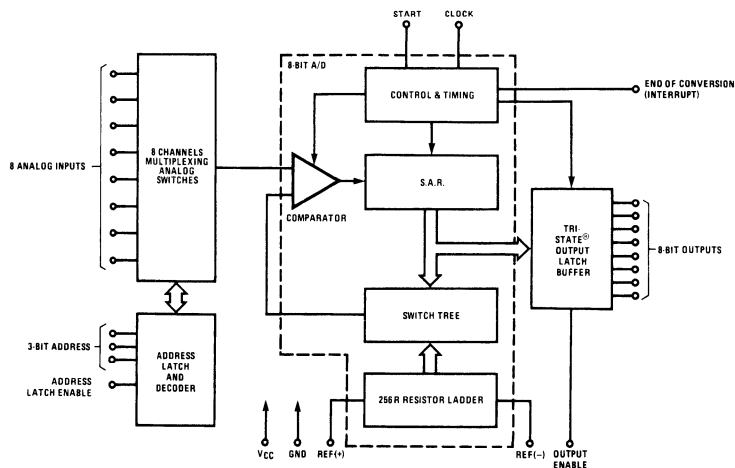 START
CLOCK
8-BIT A/D
CONTROL & TIMING
END OF CONVERSION
(INTERRUPT)
8 ANALOG INPUTS
8 CHANNELS
MULTIPLEXING
ANALOG
SWITCHES
COMPARATOR
S.A.R.
TRI-
STATE®
OUTPUT
LATCH
BUFFER
8-BIT OUTPUTS
SWITCH TREE
3-BIT ADDRESS
ADDRESS
LATCH ENABLE
ADDRESS
LATCH
AND
DECODER
256R RESISTOR LADDER
VCC
GND
REF(+)
REF(−)
OUTPUT
ENABLE